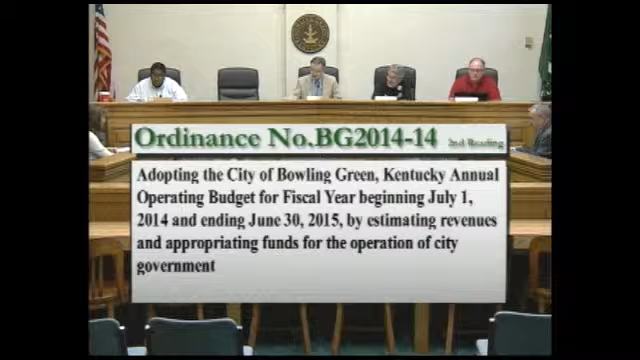 Ordinance No.BG2014-14 2nd Reading
Adopting the City of Bowling Green, Kentucky Annual
Operating Budget for Fiscal Year beginning July 1,
2014 and ending June 30, 2015, by estimating revenues
and appropriating funds for the operation of city
government